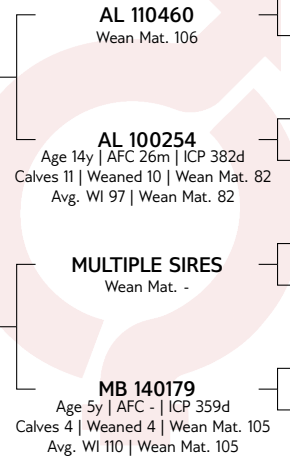 AL 110460
Wean Mat. 106
AL 100254
Age 14y | AFC 26m | ICP 382d
Calves 11 | Weaned 10 | Wean Mat. 82
Avg. WI 97 | Wean Mat. 82
MULTIPLE SIRES
Wean Mat. -
MB 140179
Age 5y | AFC - | ICP 359d
Calves 4 | Weaned 4 | Wean Mat. 105
Avg. WI 110 | Wean Mat. 105